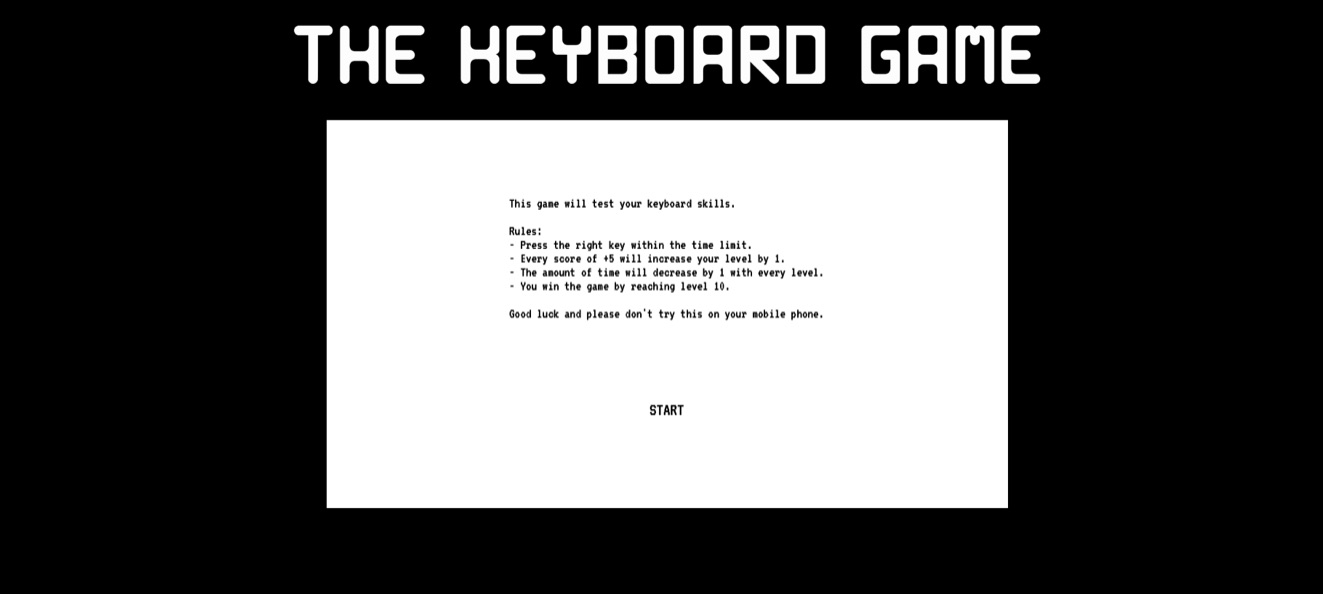 THE KEYBOARD GAME
This game will test your keyboard skills.
Rules:
- Press the right key within the time limit.
- Every score of +5 will increase your level by 1.
- The amount of time will decrease by 1 with every level.
- You win the game by reaching level 10.
Good luck and please don't try this on your mobile phone.
START